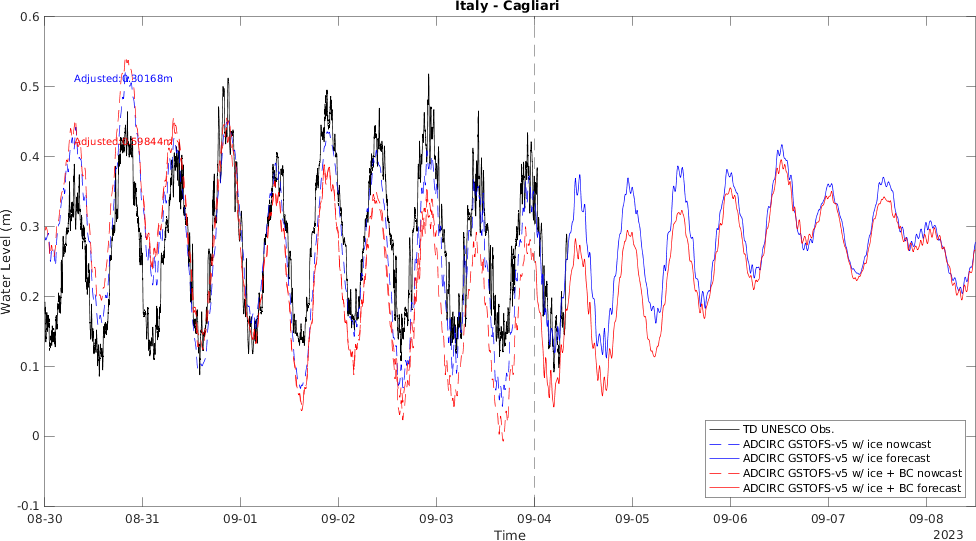 Italy - Cagliari
0.6
0.5
0.4
0.3
0.2
0.1
0
-0.1
Water Level (m)
Adjusted:0.30168m
TD UNESCO Obs.
ADCIRC GSTOFS-v5 w/ ice nowcast
ADCIRC GSTOFS-v5 w/ ice forecast
ADCIRC GSTOFS-v5 w/ ice + BC nowcast
ADCIRC GSTOFS-v5 w/ ice + BC forecast
08-30 08-31 09-01 09-02 09-03 09-04 09-05 09-06 09-07 09-08
Time
2023